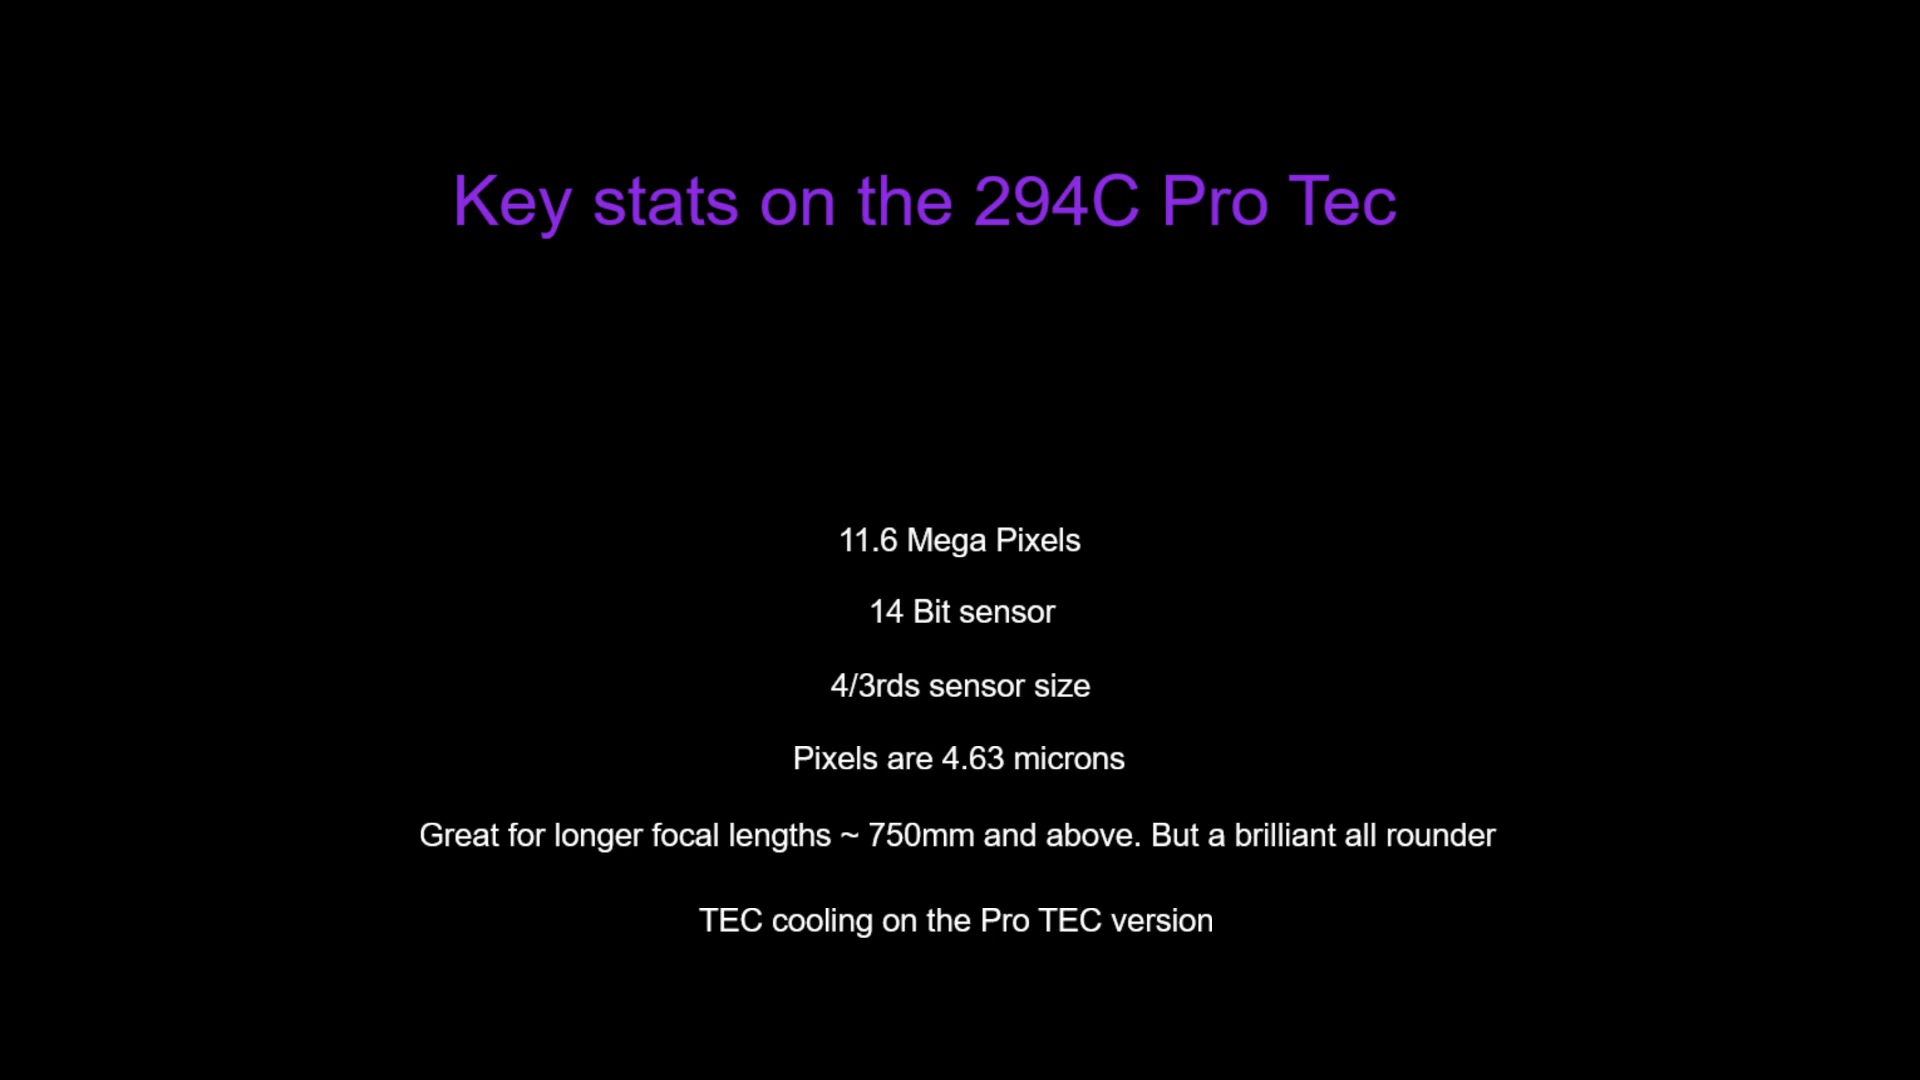 Key stats on the 294C Pro Tec
11.6 Mega Pixels
14 Bit sensor
4/3rds sensor size
Pixels are 4.63 microns
Great for longer focal lengths ~ 750mm and above. But a brilliant all rounder
TEC cooling on the Pro TEC version